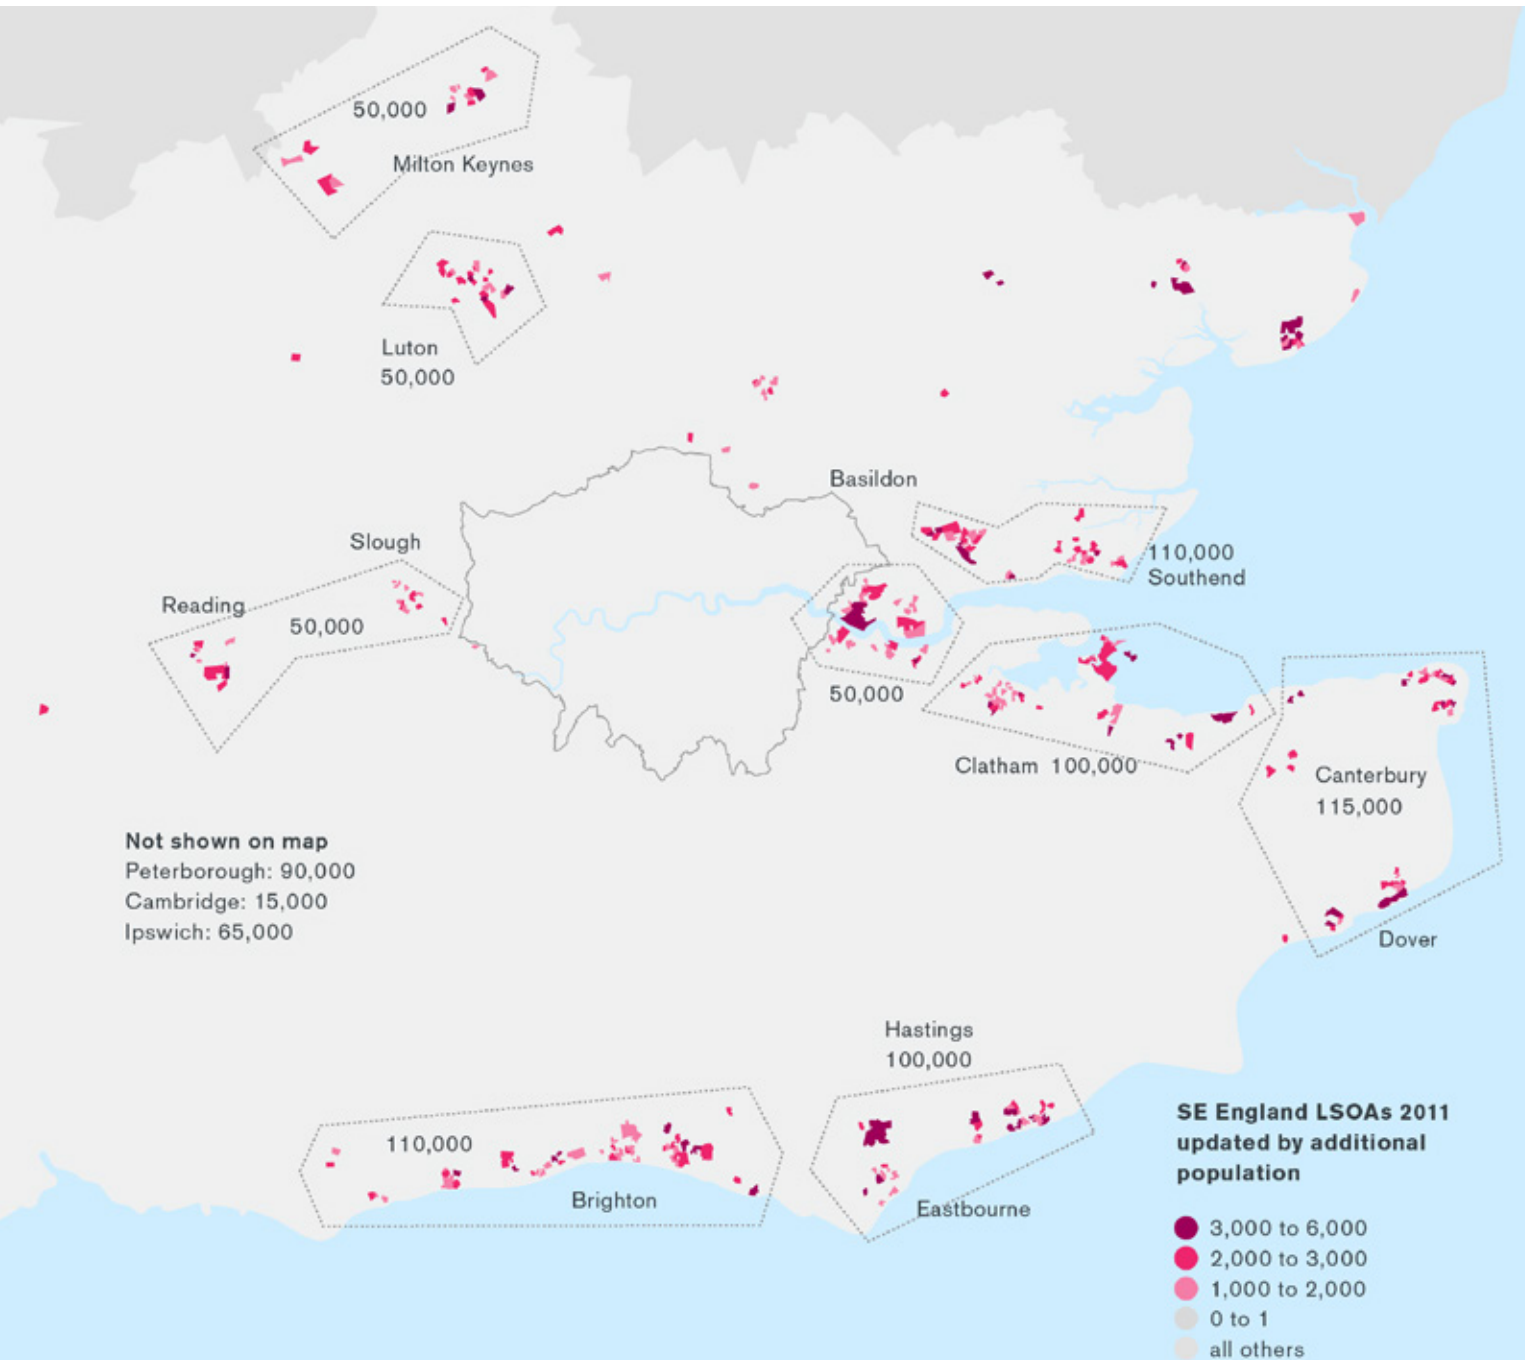 50,000
Milton Keynes
Luton
50,000
Basildon
Slough
110,000
Southend
Reading
50,000
50,000
Clatham 100,000
Canterbury
115,000
Not shown on map
Peterborough: 90,000
Cambridge: 15,000
Ipswich: 65,000
Dover
Hastings
100,000
110,000
Brighton
Eastbourne
SE England LSOAs 2011
updated by additional
population
3,000 to 6,000
2,000 to 3,000
1,000 to 2,000
0 to 1
all others